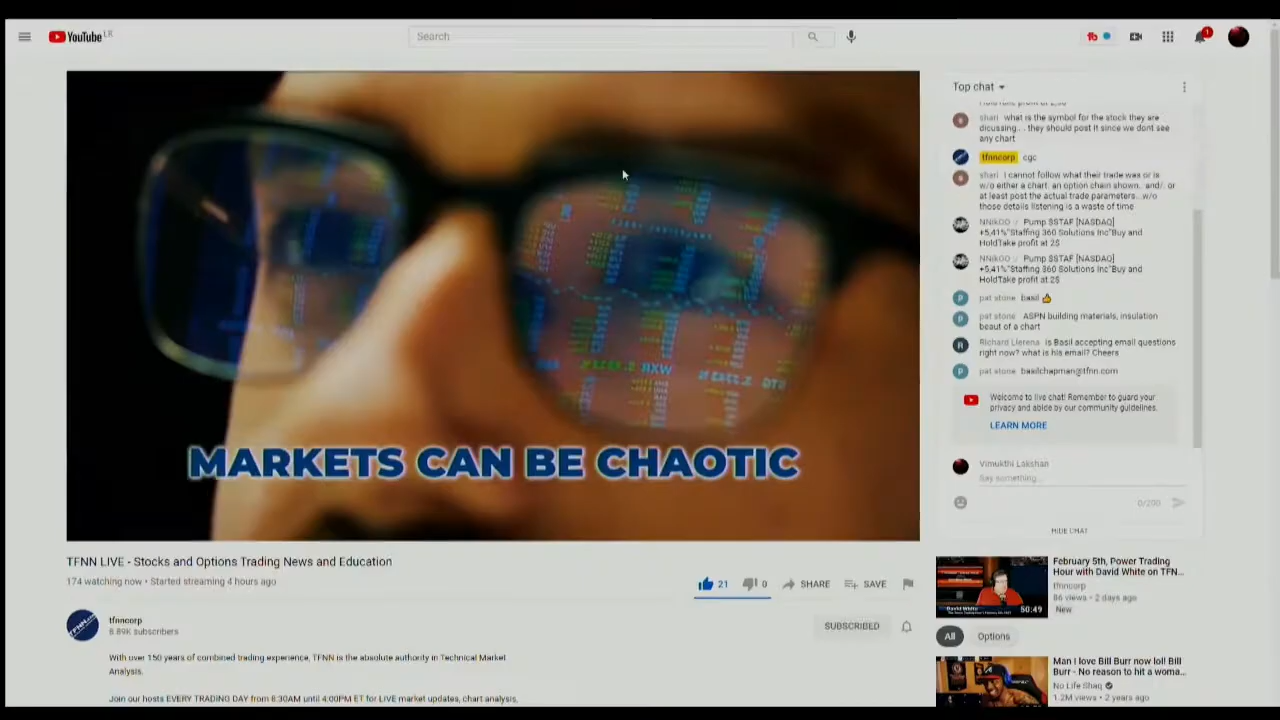 YouTube LK
Search
1
Top chat
shari what is the symbol for the stock they are
dicussing. . they should post it since we dont see
any chart
tfnncorp cgc
shari I cannot follow what their trade was or is
w/o either a chart. an option chain shown. and/. or
at least post the actual trade parameters...w/o
those details listening is a waste of time
NNikOO Pump $STAF [NASDAQ]
+5,41%"Staffing 360 Solutions Inc"Buy and
HoldTake profit at 2$
NNikOO Pump $STAF [NASDAQ]
+5,41%"Staffing 360 Solutions Inc"Buy and
HoldTake profit at 2$
pat stone basil 👍
pat stone ASPN building materials, insulation
beaut of a chart
Richard Llerena is Basil accepting email questions
right now? what is his email? Cheers
pat stone basilchapman@tfnn.com
Welcome to live chat! Remember to guard your
privacy and abide by our community guidelines.
LEARN MORE
Vimukthi Lakshan
Say something...
0/200
HIDE CHAT
MARKETS CAN BE CHAOTIC
TFNN LIVE - Stocks and Options Trading News and Education
174 watching now • Started streaming 4 hours ago
21 0 SHARE SAVE
tfnncorp
8.89K subscribers
SUBSCRIBED
With over 150 years of combined trading experience, TFNN is the absolute authority in Technical Market
Analysis.
Join our hosts EVERY TRADING DAY from 8:30AM until 4:00PM ET for LIVE market updates, chart analysis,
February 5th, Power Trading
Hour with David White on TFN...
tfnncorp
86 views • 2 days ago
New
David White
50:49
All Options
Man I love Bill Burr now lol! Bill
Burr - No reason to hit a woma...
No Life Shaq
1.2M views • 2 years ago